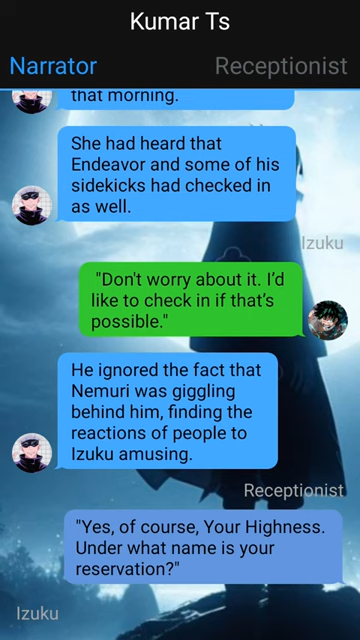 Kumar Ts
Narrator Receptionist
that morning.
She had heard that
Endeavor and some of his
sidekicks had checked in
as well.
Izuku
"Don't worry about it. I'd
like to check in if that's
possible."
He ignored the fact that
Nemuri was giggling
behind him, finding the
reactions of people to
Izuku amusing.
Receptionist
"Yes, of course, Your Highness.
Under what name is your
reservation?"
Izuku